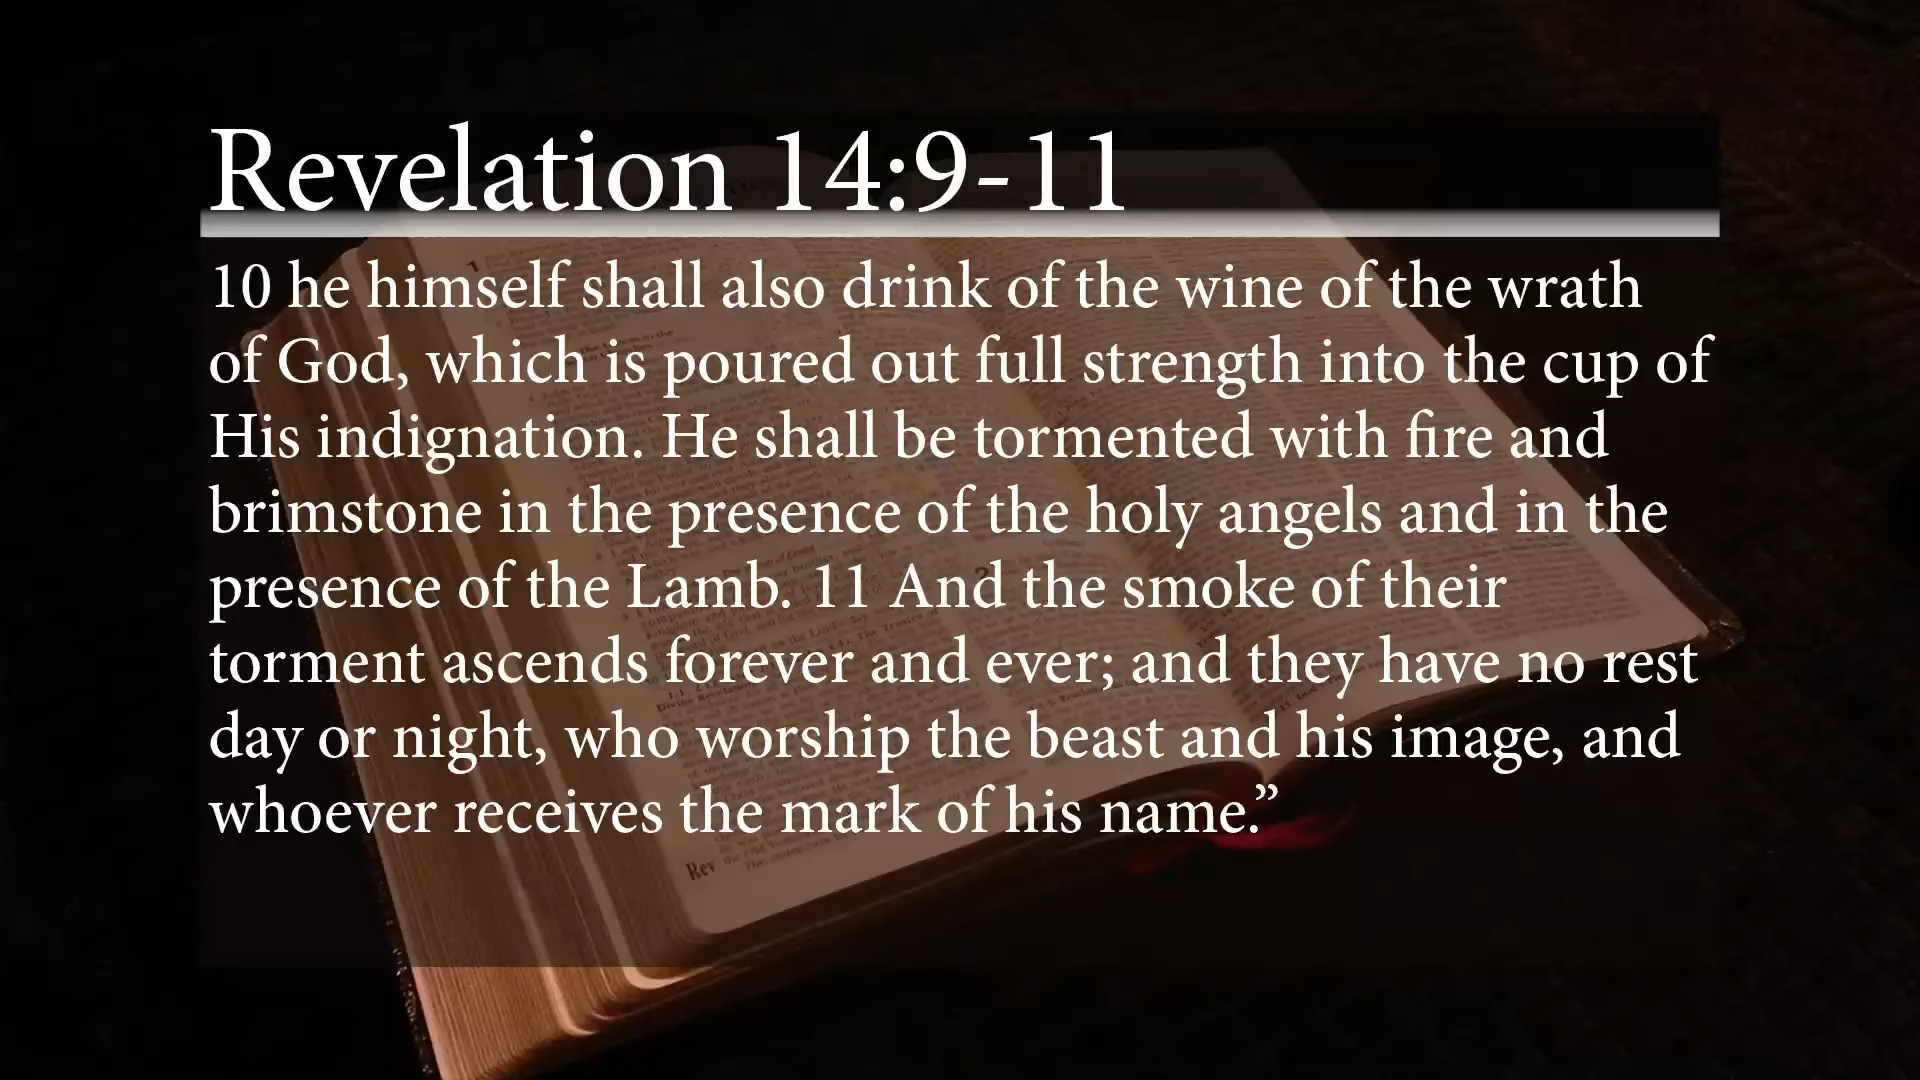 Revelation 14:9-11
10 he himself shall also drink of the wine of the wrath
of God, which is poured out full strength into the cup of
His indignation. He shall be tormented with fire and
brimstone in the presence of the holy angels and in the
presence of the Lamb. 11 And the smoke of their
torment ascends forever and ever; and they have no rest
day or night, who worship the beast and his image, and
whoever receives the mark of his name.”
Rev